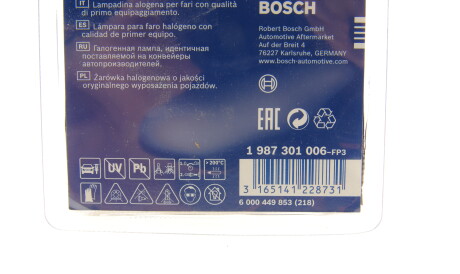 IT Lampadina alogena per fari con qualità
di primo equipaggiamento.
ES Lámpara para faro halógeno con
calidad de primer equipo.
RU Галогенная лампа, идентичная
поставляемой на конвейеры
автопроизводителей.
PL Żarówka halogenowa o jakości
oryginalnego wyposażenia pojazdów.
BOSCH
Robert Bosch GmbH
Automotive Aftermarket
Auf der Breit 4
76227 Karlsruhe, GERMANY
www.bosch-automotive.com
EAC
UV Pb +200°C
1 987 301 006-FP3
3 165141 228731
6 000 449 853 (218)